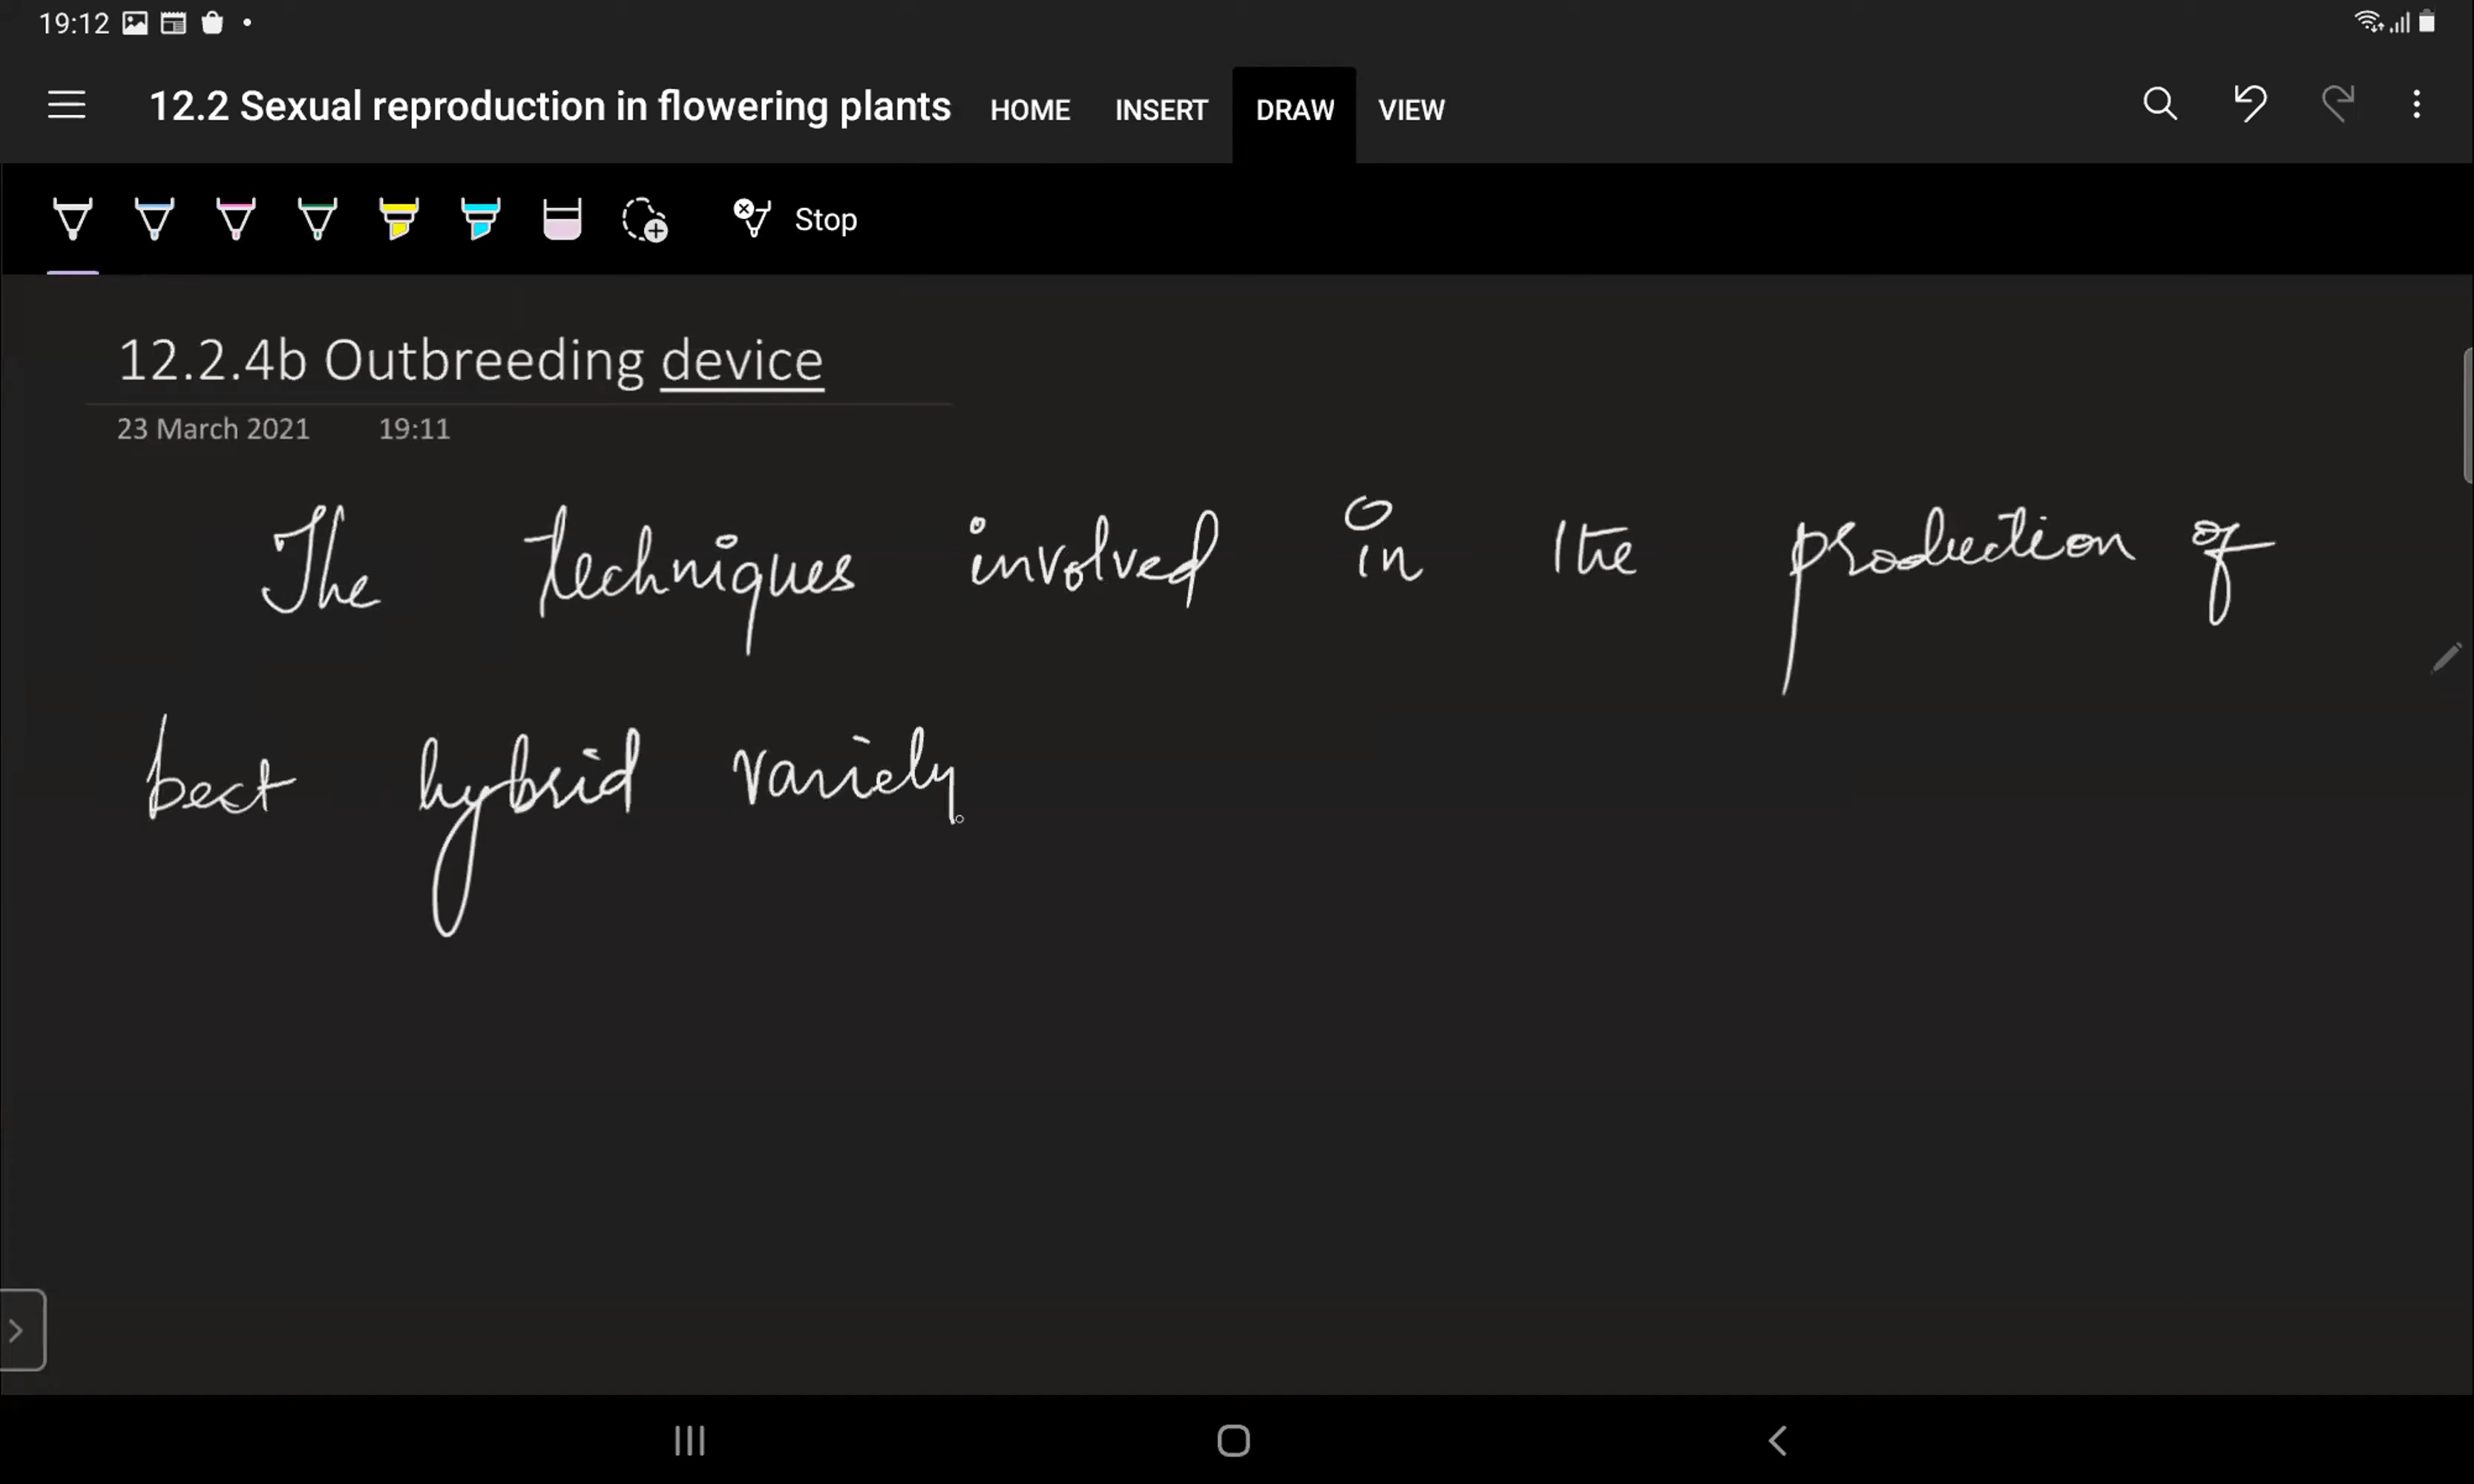 19:12
12.2 Sexual reproduction in flowering plants HOME INSERT DRAW VIEW
Stop
12.2.4b Outbreeding device
23 March 2021 19:11
The techniques involved in the production of
best hybrid variety